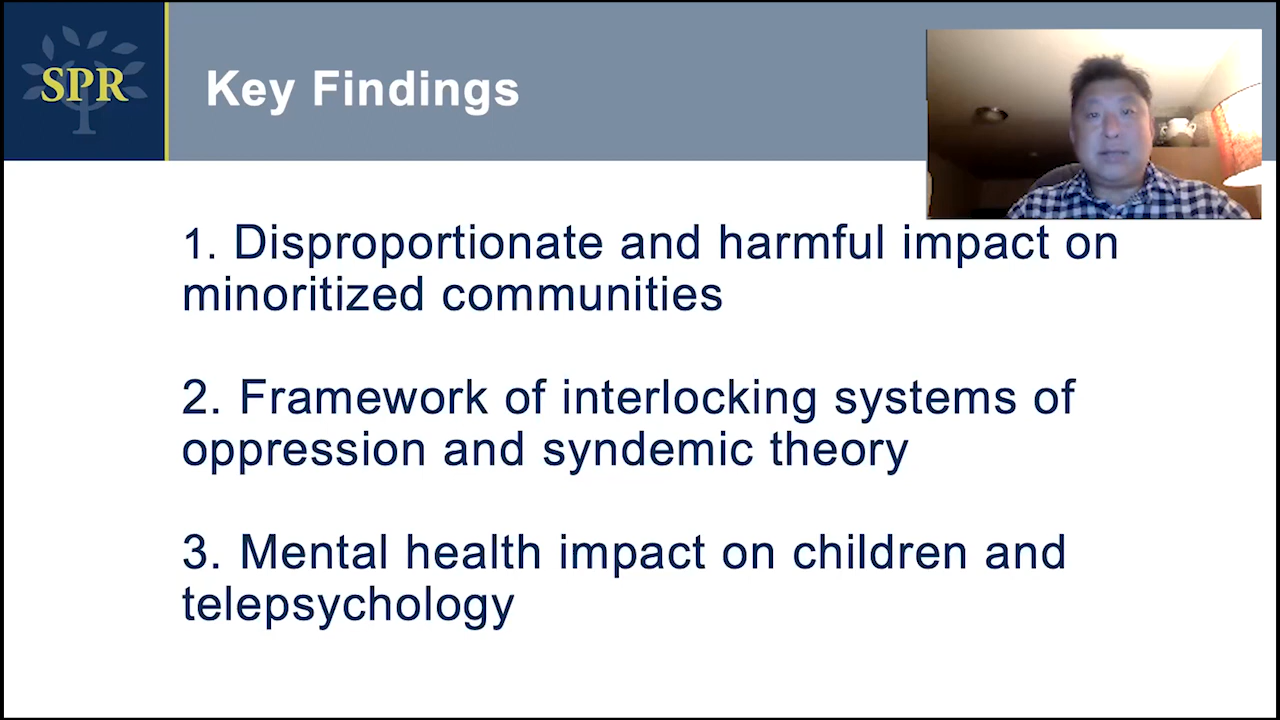 SPR
Key Findings
1. Disproportionate and harmful impact on
minoritized communities
2. Framework of interlocking systems of
oppression and syndemic theory
3. Mental health impact on children and
telepsychology